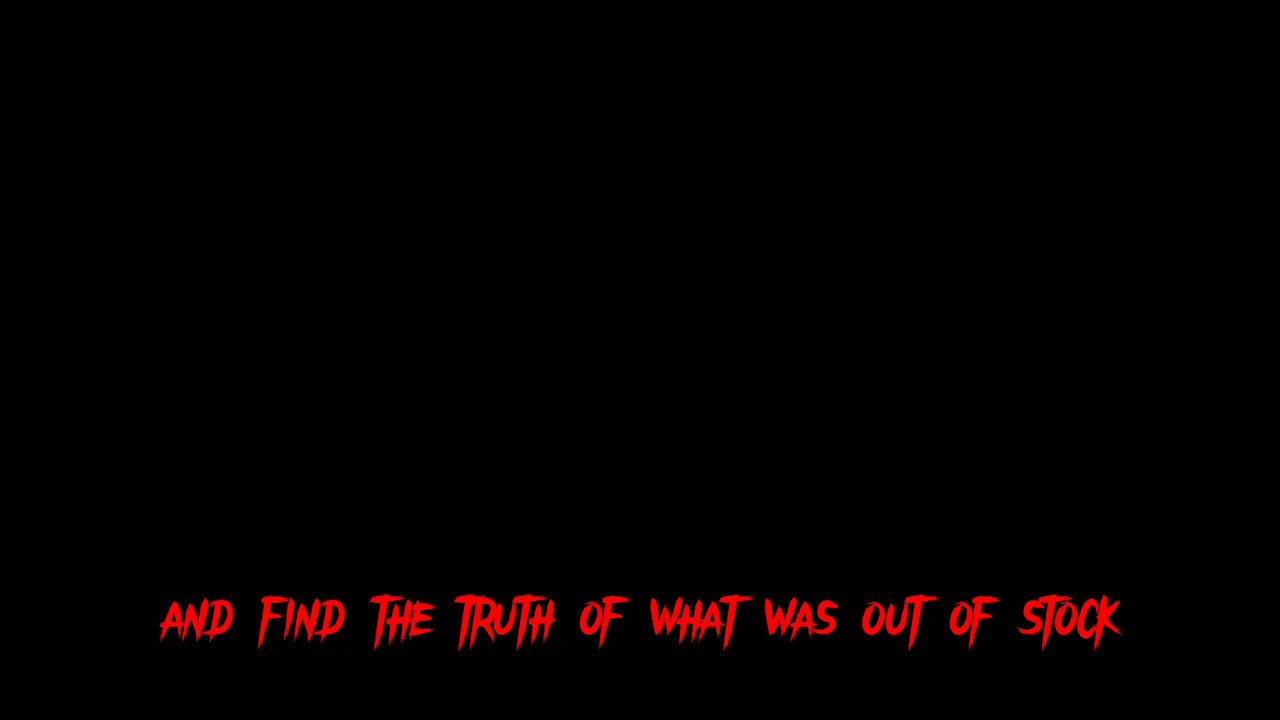 AND FIND THE TRUTH OF WHAT WAS OUT OF STOCK